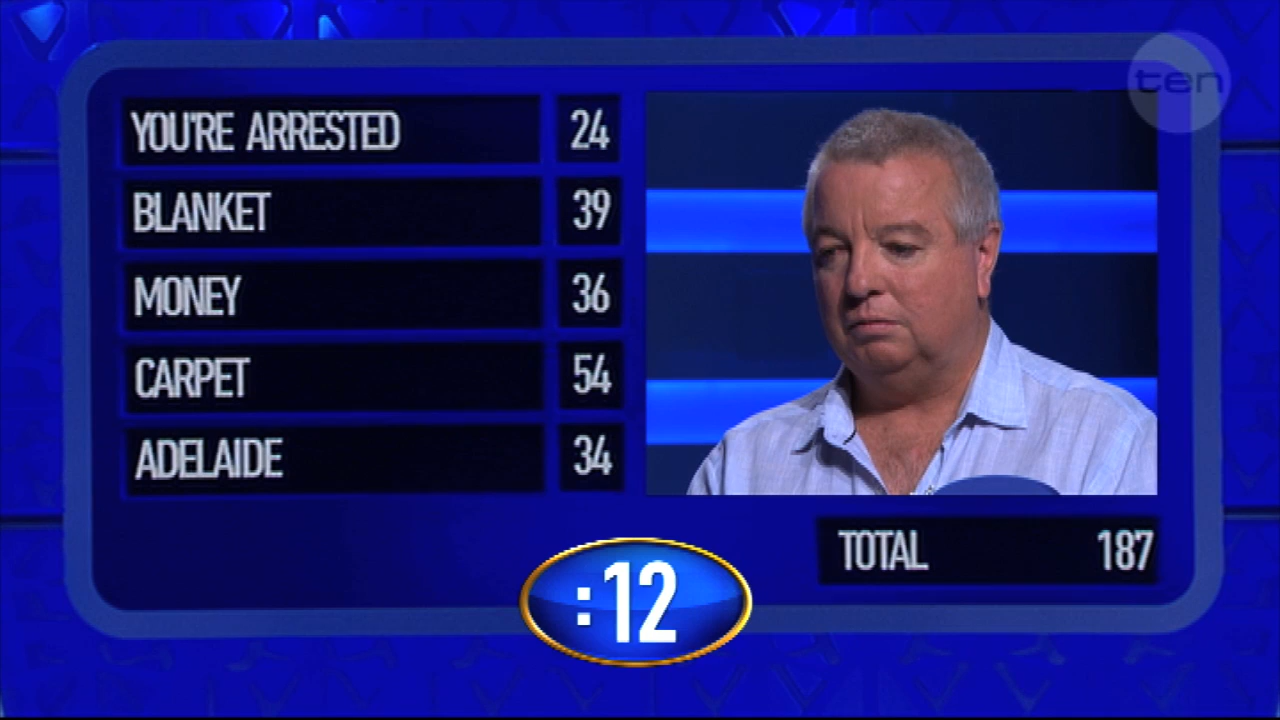 ten
YOU'RE ARRESTED 24
BLANKET 39
MONEY 36
CARPET 54
ADELAIDE 34
TOTAL 187
:12